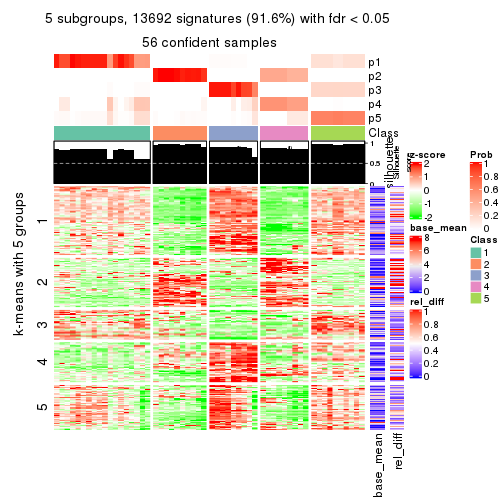 5 subgroups, 13692 signatures (91.6%) with fdr < 0.05
56 confident samples
p1
p2
p3
p4
p5
Class
1
0.5
0
silhouette
Silhouette
score
k-means with 5 groups
1
2
3
4
5
base_mean
rel_diff
z-score
2
1
0
-1
-2
base_mean
8
6
4
2
0
rel_diff
1
0.8
0.6
0.4
0.2
0
Prob
1
0.8
0.6
0.4
0.2
0
Class
1
2
3
4
5